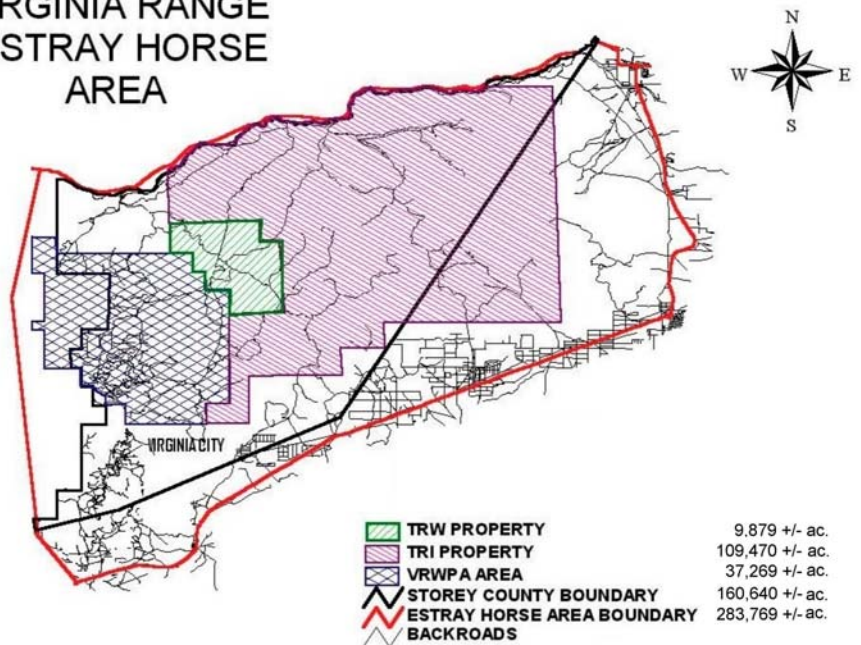 RGINIA RANGE
STRAY HORSE
AREA
N
W E
S
VIRGINIA CITY
TRW PROPERTY 9,879 +/- ac.
TRI PROPERTY 109,470 +/- ac.
VRWPA AREA 37,269 +/- ac.
STOREY COUNTY BOUNDARY 160,640 +/- ac.
ESTRAY HORSE AREA BOUNDARY 283,769 +/- ac.
BACKROADS